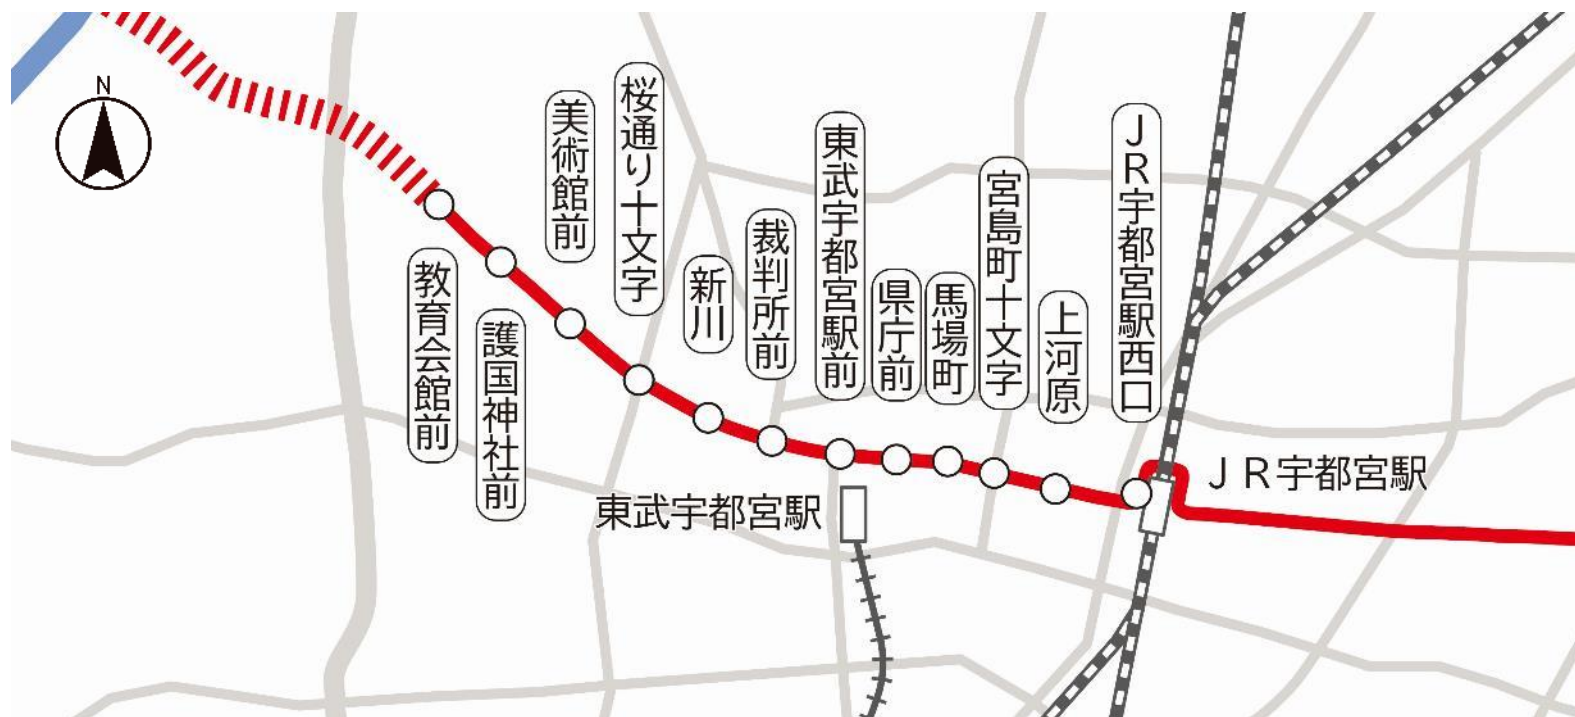 N
教育会館前
護国神社前
美術館前
桜通り十文字
新川
裁判所前
東武宇都宮駅前
県庁前
馬場町
宮島町十文字
上河原
ＪＲ宇都宮駅西口
東武宇都宮駅
ＪＲ宇都宮駅